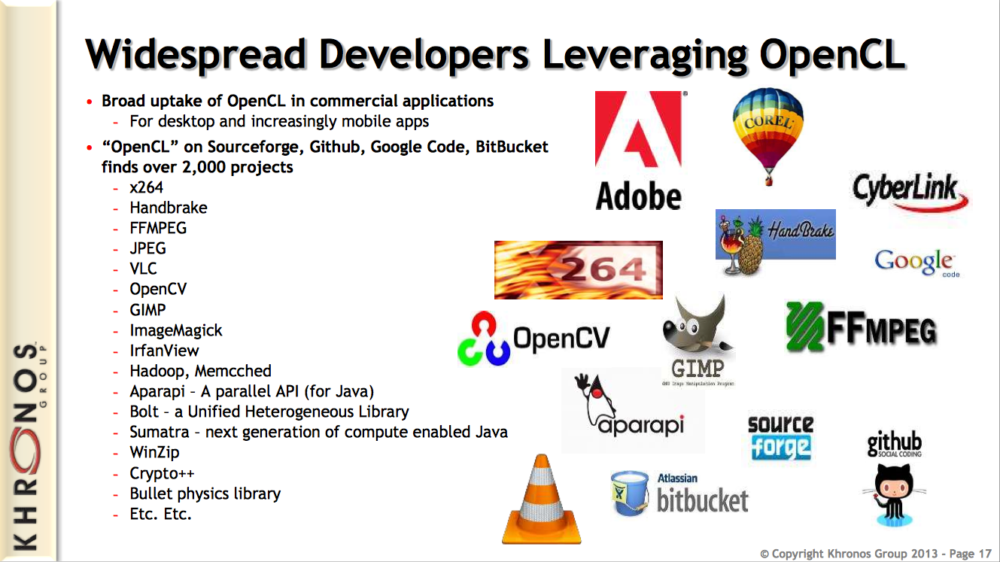 Widespread Developers Leveraging OpenCL
• Broad uptake of OpenCL in commercial applications
- For desktop and increasingly mobile apps
• “OpenCL” on Sourceforge, Github, Google Code, BitBucket
finds over 2,000 projects
- x264
- Handbrake
- FFMPEG
- JPEG
- VLC
- OpenCV
- GIMP
- ImageMagick
- IrfanView
- Hadoop, Memcched
- Aparapi – A parallel API (for Java)
- Bolt – a Unified Heterogeneous Library
- Sumatra – next generation of compute enabled Java
- WinZip
- Crypto++
- Bullet physics library
- Etc. Etc.
Adobe
COREL
CyberLink
HandBrake
264
Google
code
OpenCV
GIMP
GNU Image Manipulation Program
FFMPEG
aparapi
source
forge
github
SOCIAL CODING
Atlassian
bitbucket
KHRONOS
GROUP
© Copyright Khronos Group 2013 - Page 17